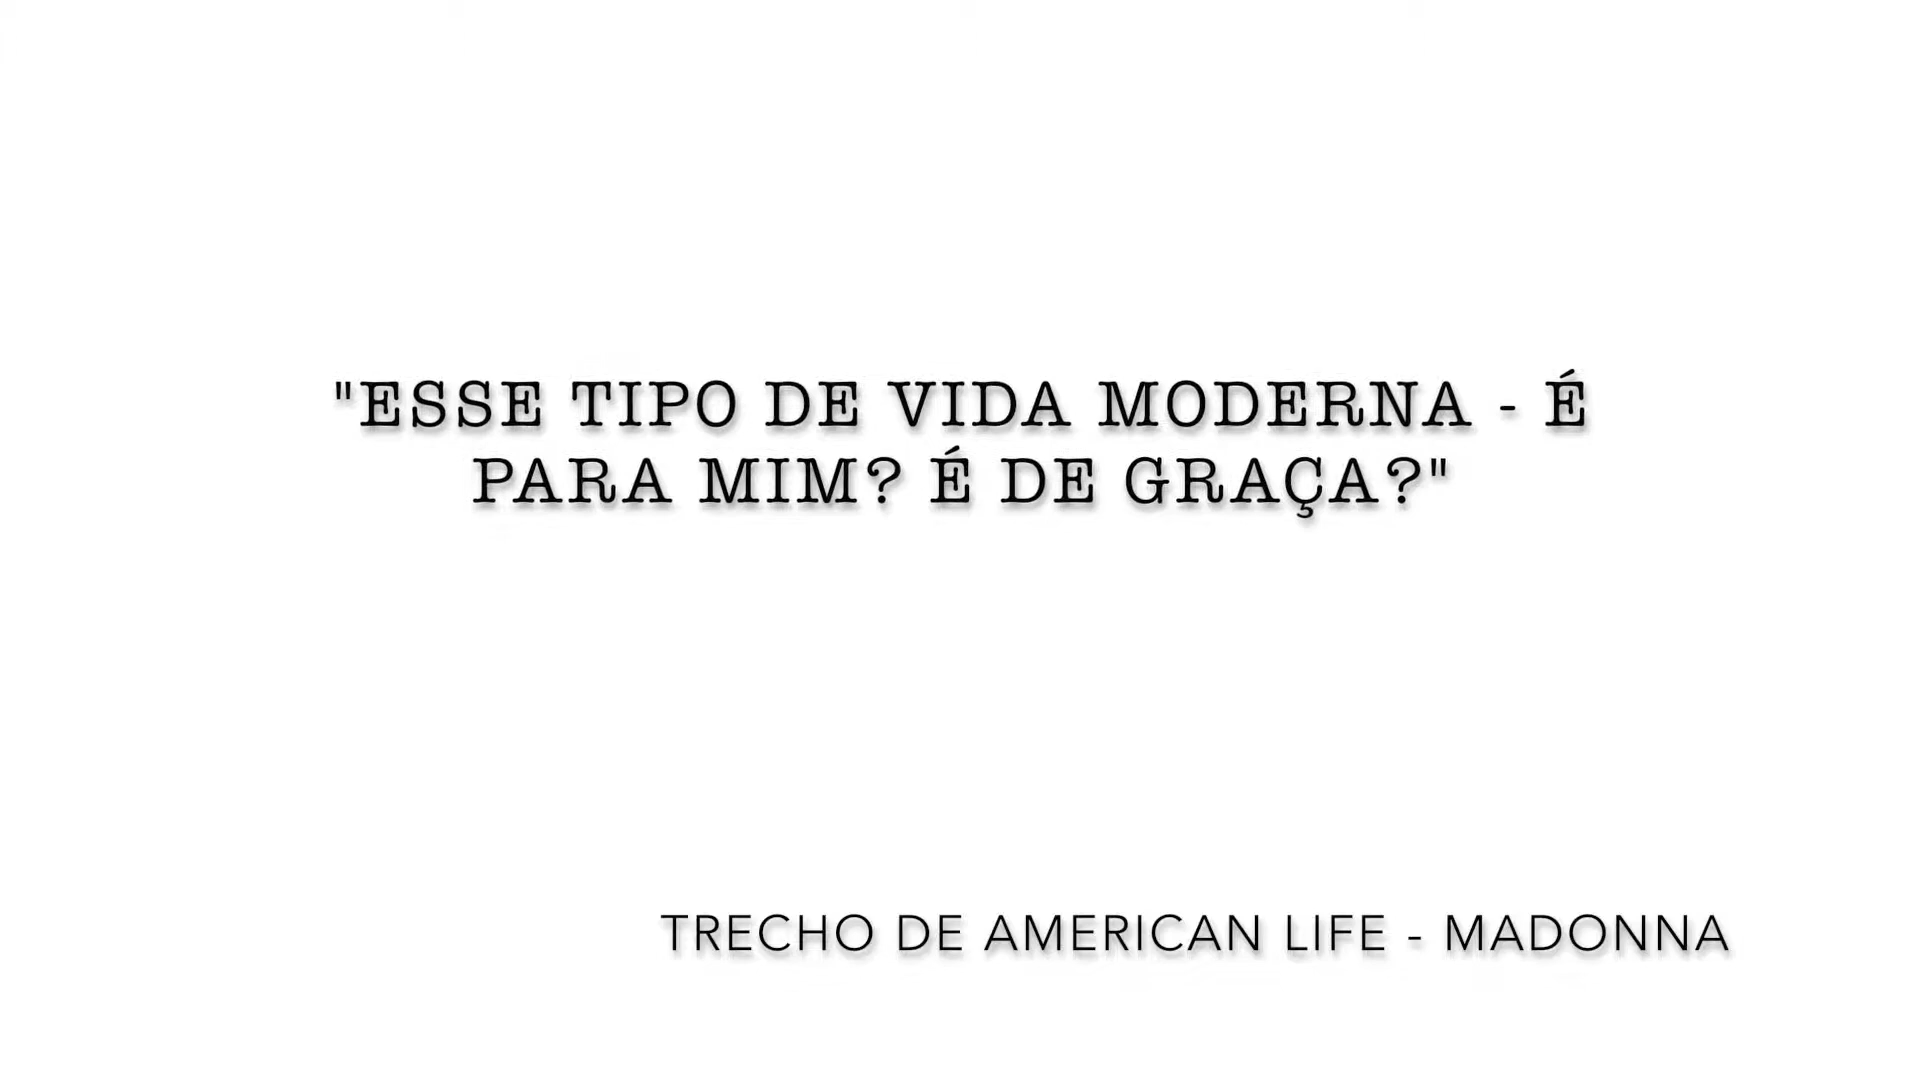 "ESSE TIPO DE VIDA MODERNA - É
PARA MIM? É DE GRAÇA?"
TRECHO DE AMERICAN LIFE - MADONNA